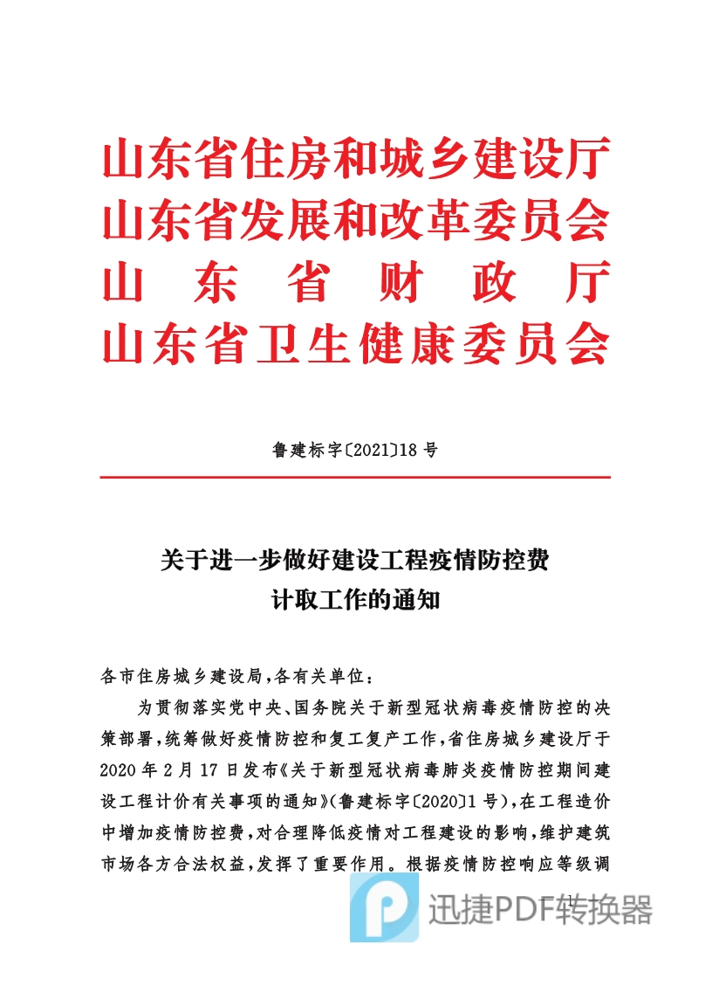 山东省住房和城乡建设厅
山东省发展和改革委员会
山东省财政厅
山东省卫生健康委员会
鲁建标字〔2021〕18 号
关于进一步做好建设工程疫情防控费
计取工作的通知
各市住房城乡建设局,各有关单位:
为贯彻落实党中央、国务院关于新型冠状病毒疫情防控的决
策部署,统筹做好疫情防控和复工复产工作,省住房城乡建设厅于
2020 年 2 月 17 日发布《关于新型冠状病毒肺炎疫情防控期间建
设工程计价有关事项的通知》(鲁建标字〔2020〕1 号),在工程造价
中增加疫情防控费,对合理降低疫情对工程建设的影响,维护建筑
市场各方合法权益,发挥了重要作用。根据疫情防控响应等级调
— 1 —
迅捷PDF转换器